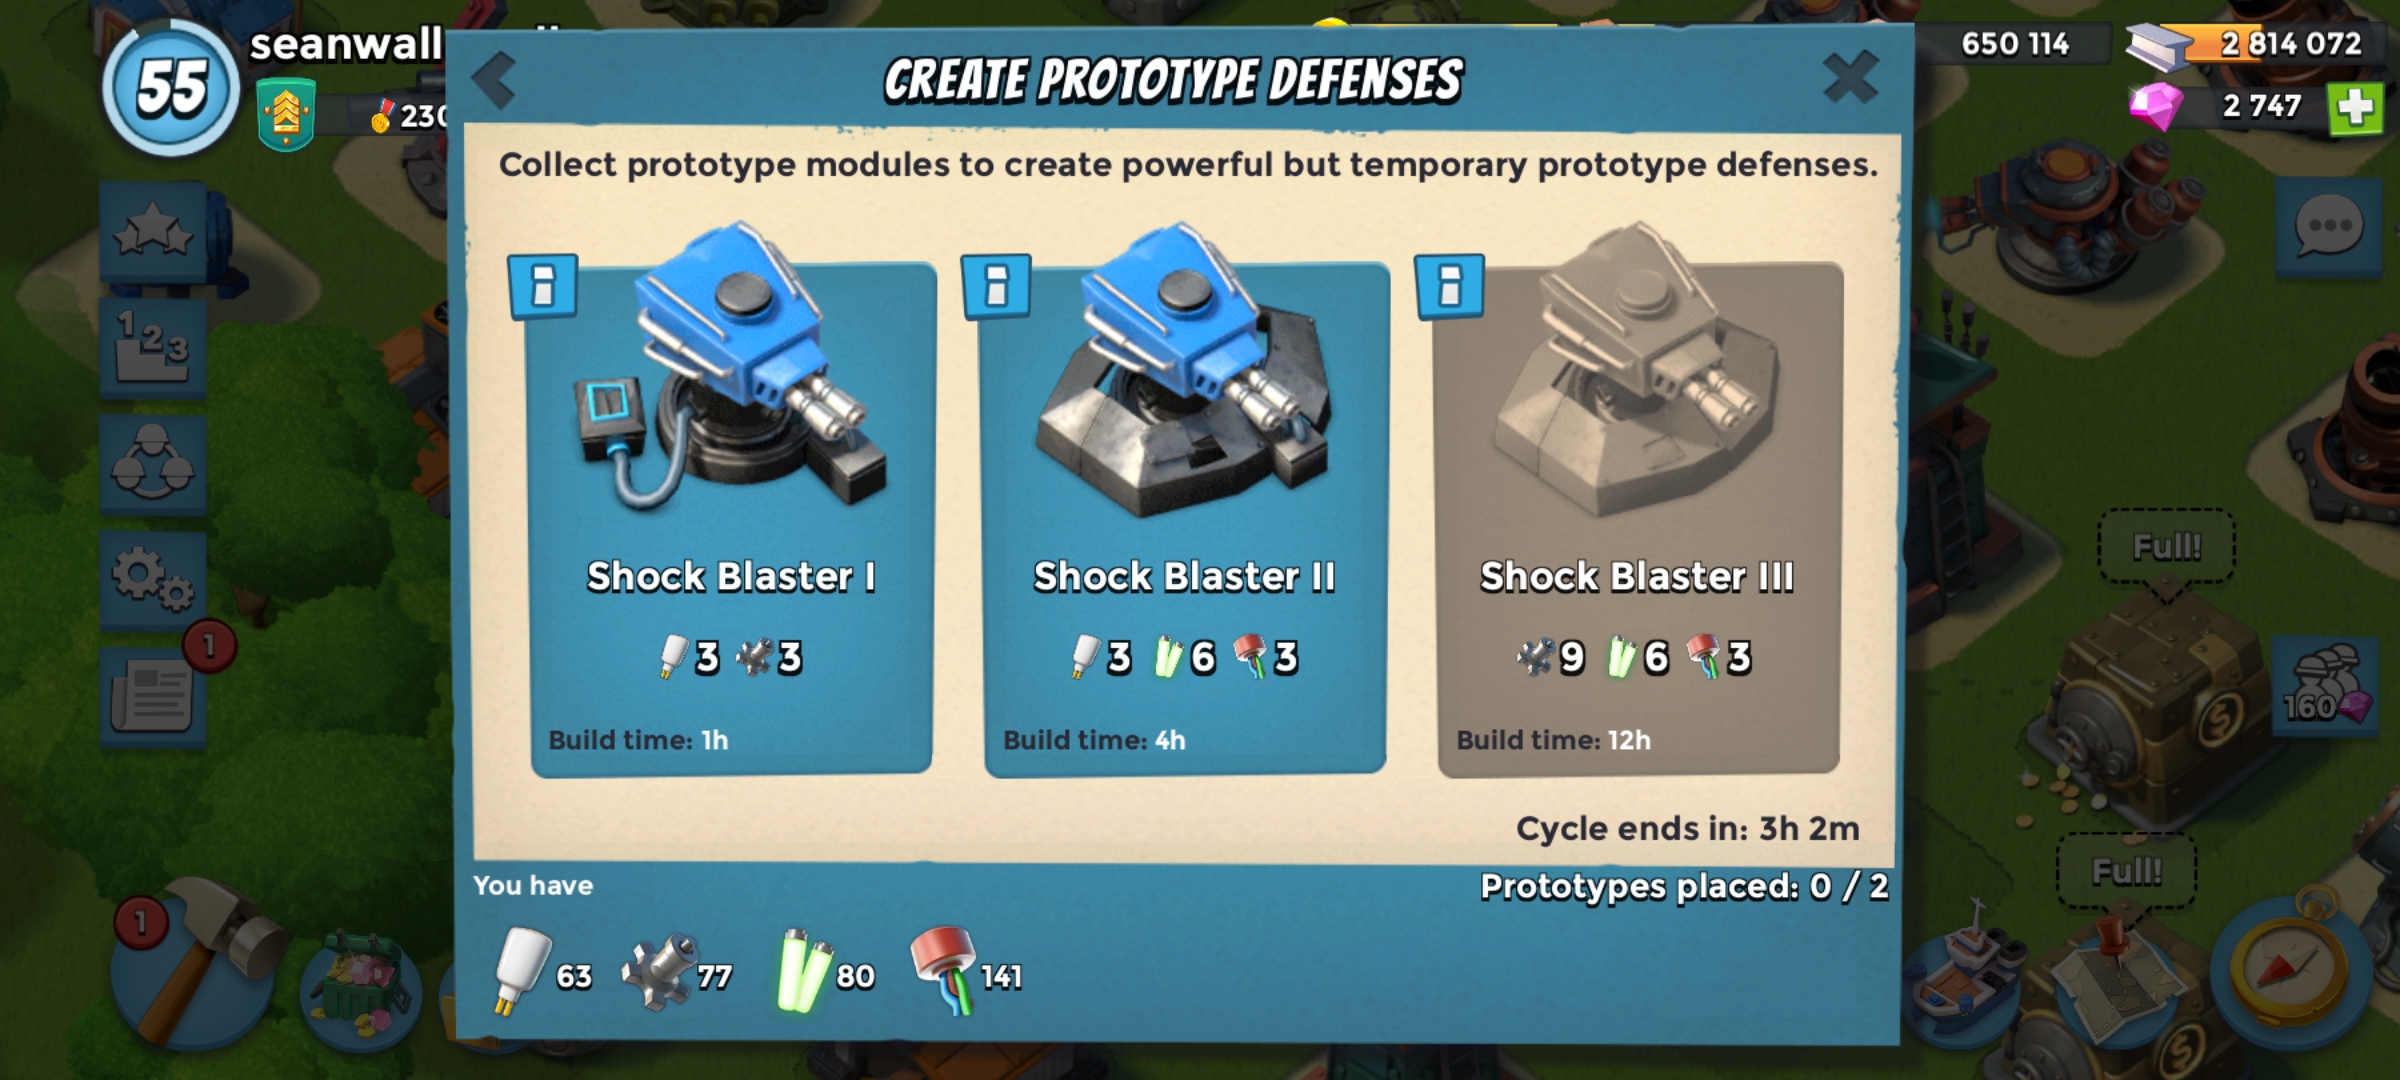 55
seanwall
230
650 114
2 814 072
2 747
CREATE PROTOTYPE DEFENSES
Collect prototype modules to create powerful but temporary prototype defenses.
i
i
i
Shock Blaster I
3 3
Build time: 1h
Shock Blaster II
3 6 3
Build time: 4h
Shock Blaster III
9 6 3
Build time: 12h
Cycle ends in: 3h 2m
You have
Prototypes placed: 0 / 2
63 77 80 141
1 2 3
1
1
Full!
160
Full!